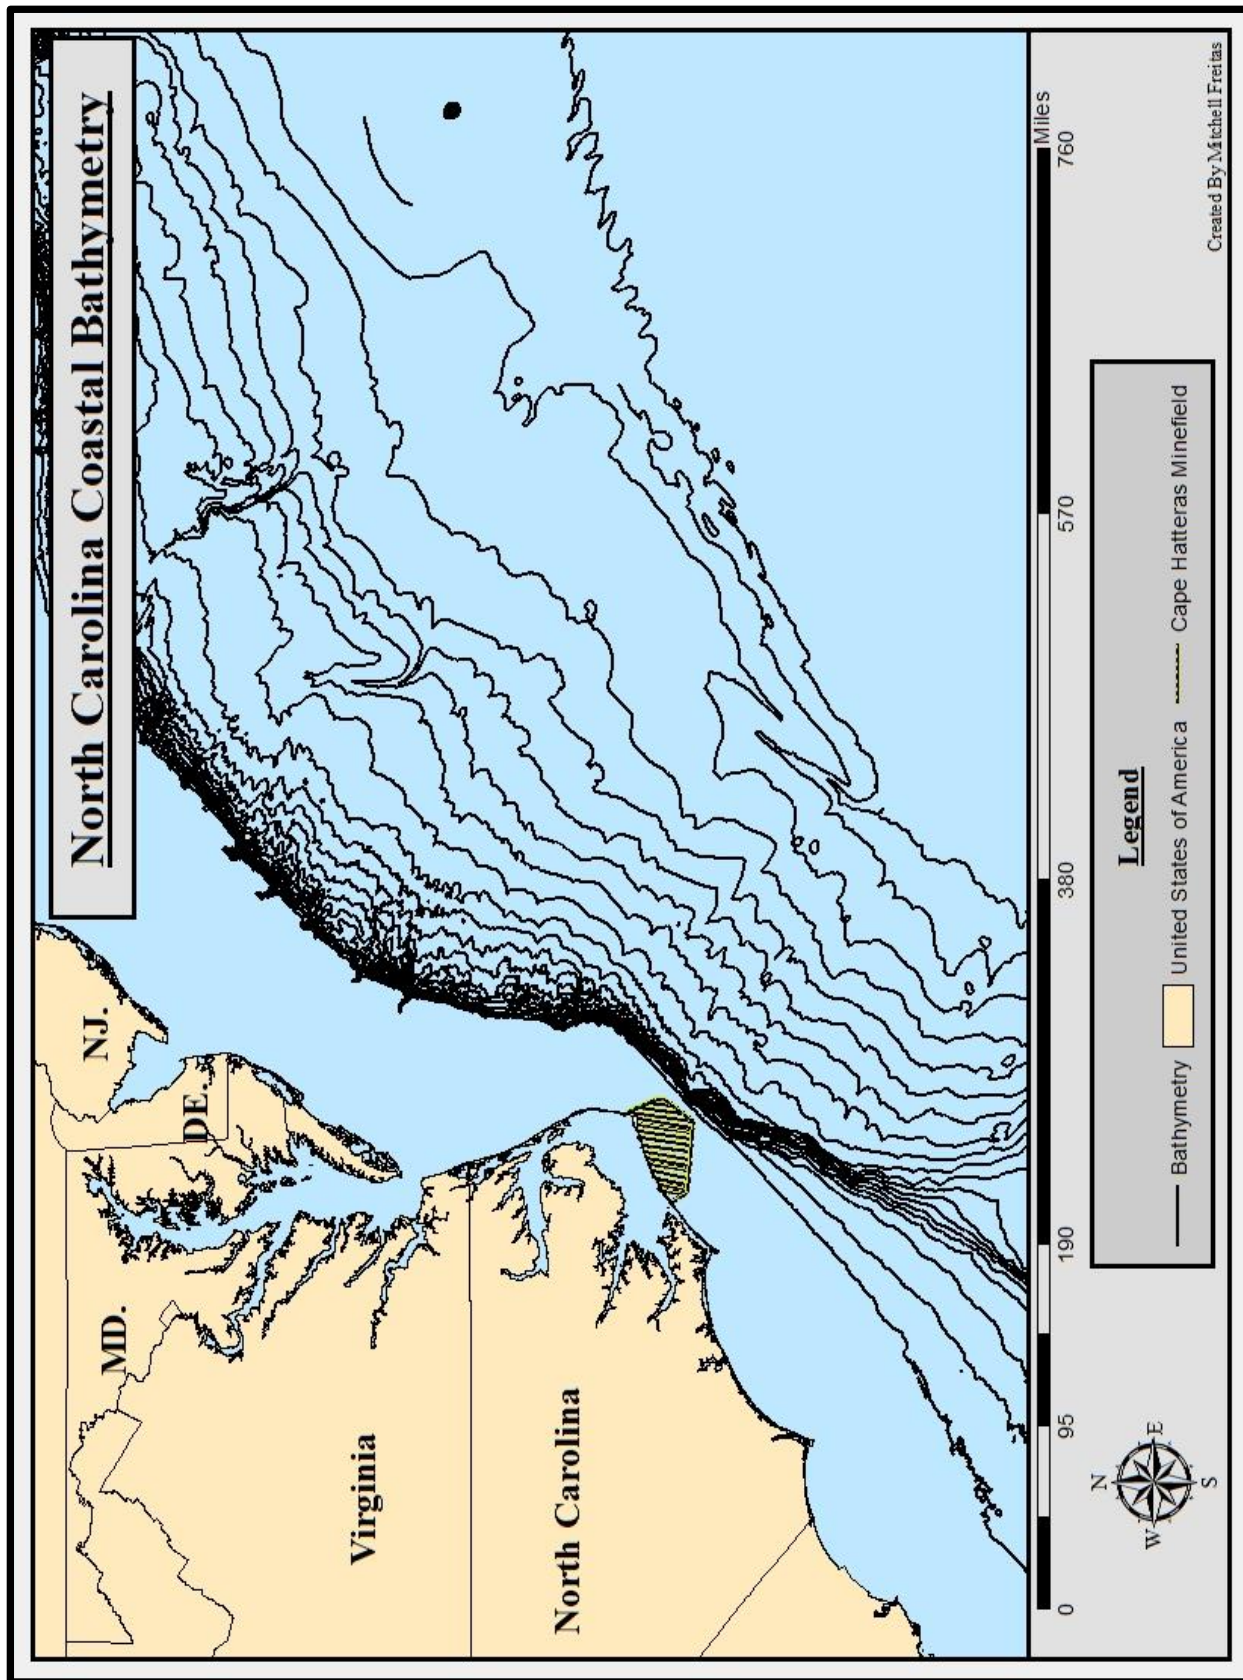 North Carolina Coastal Bathymetry
NJ.
MD.
DE.
Virginia
North Carolina
0 95 190 380 570 760
Miles
N
W E
S
Legend
Bathymetry United States of America Cape Hatteras Minefield
Created By Mitchell Freitas